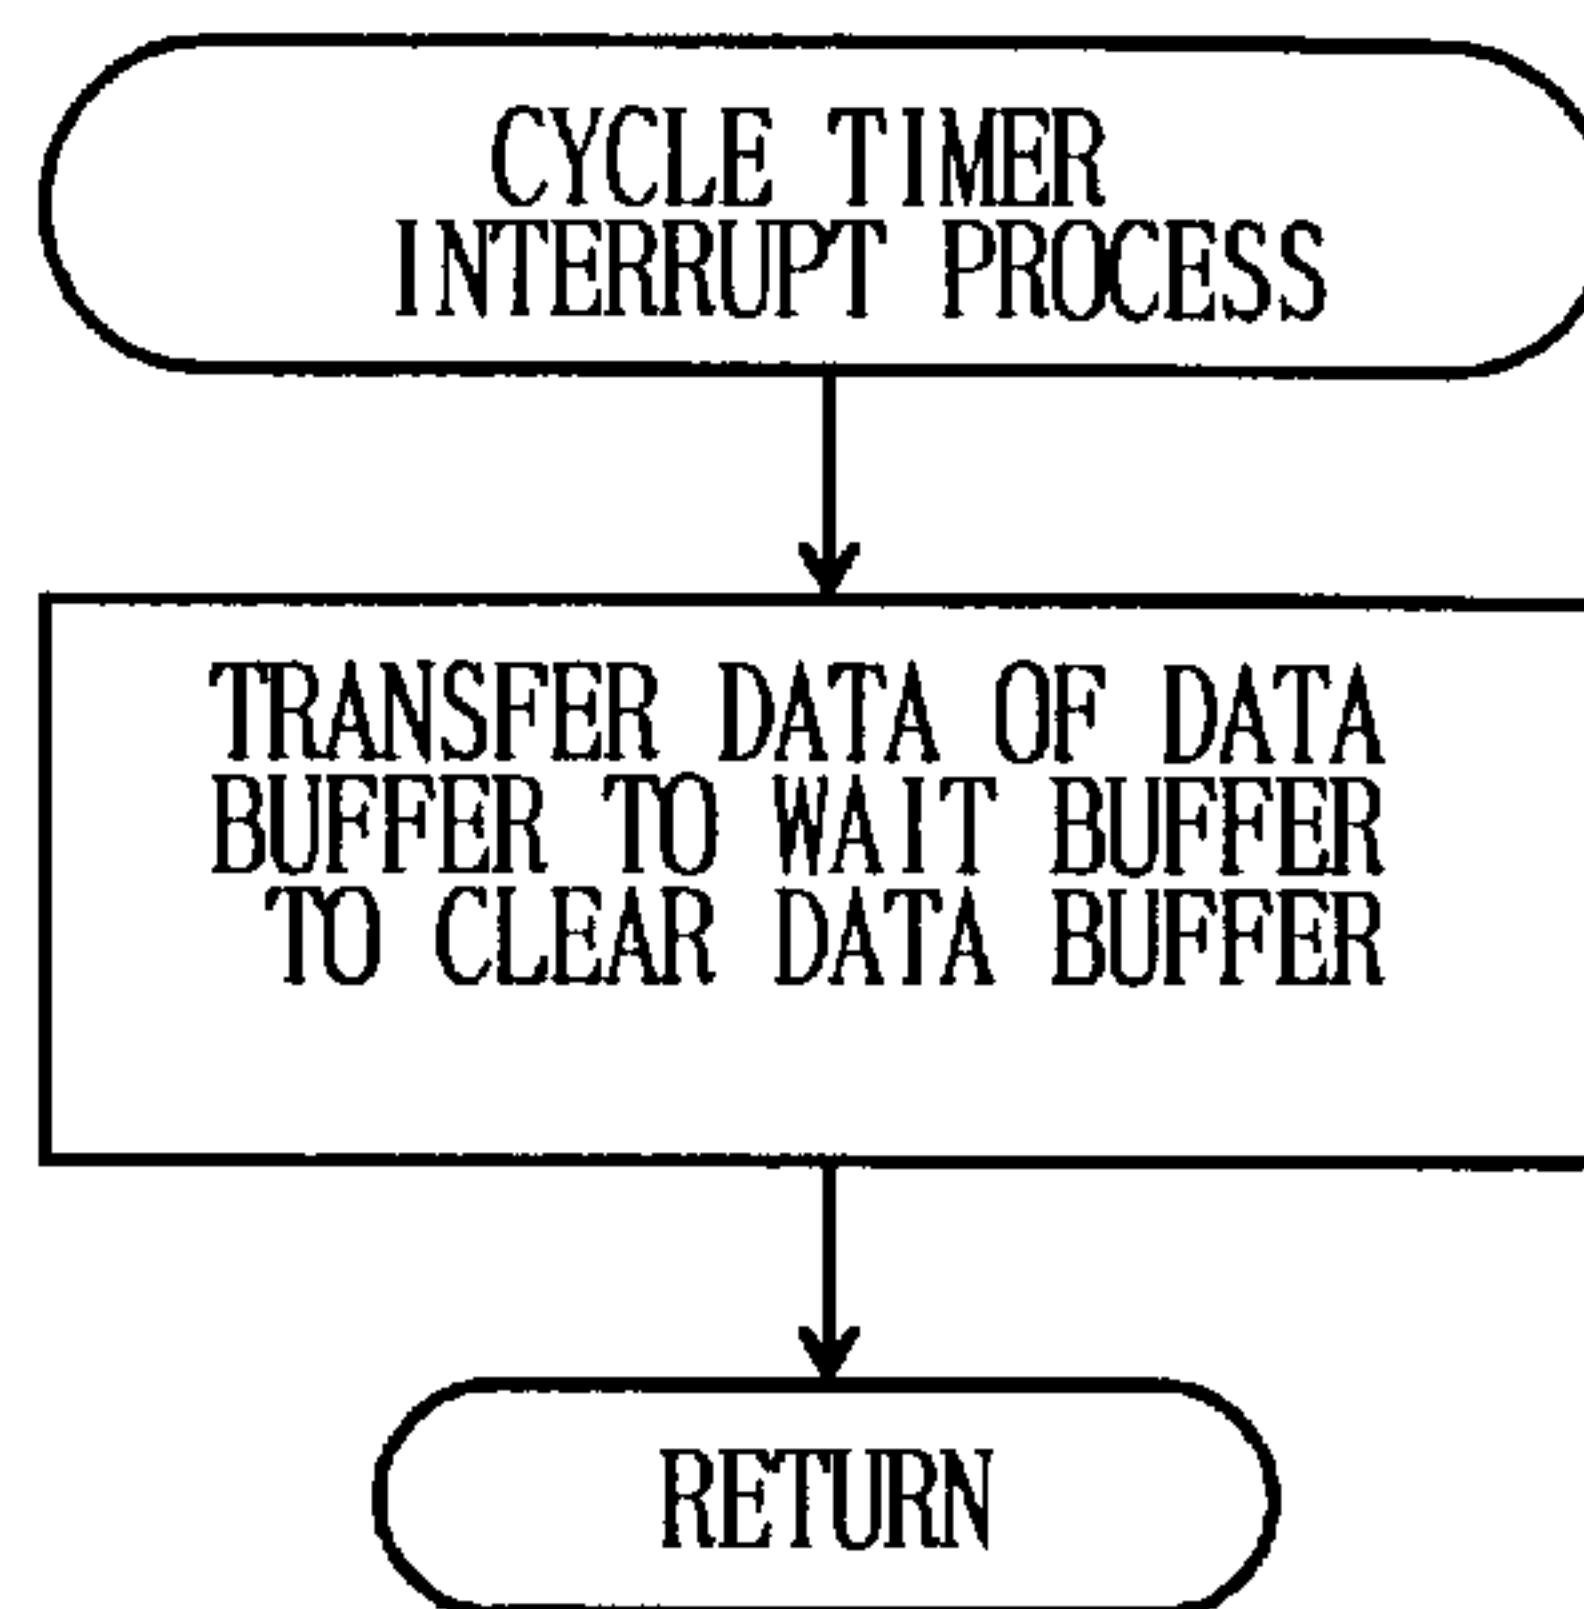 CYCLE TIMER
INTERRUPT PROCESS
TRANSFER DATA OF DATA
BUFFER TO WAIT BUFFER
TO CLEAR DATA BUFFER
RETURN